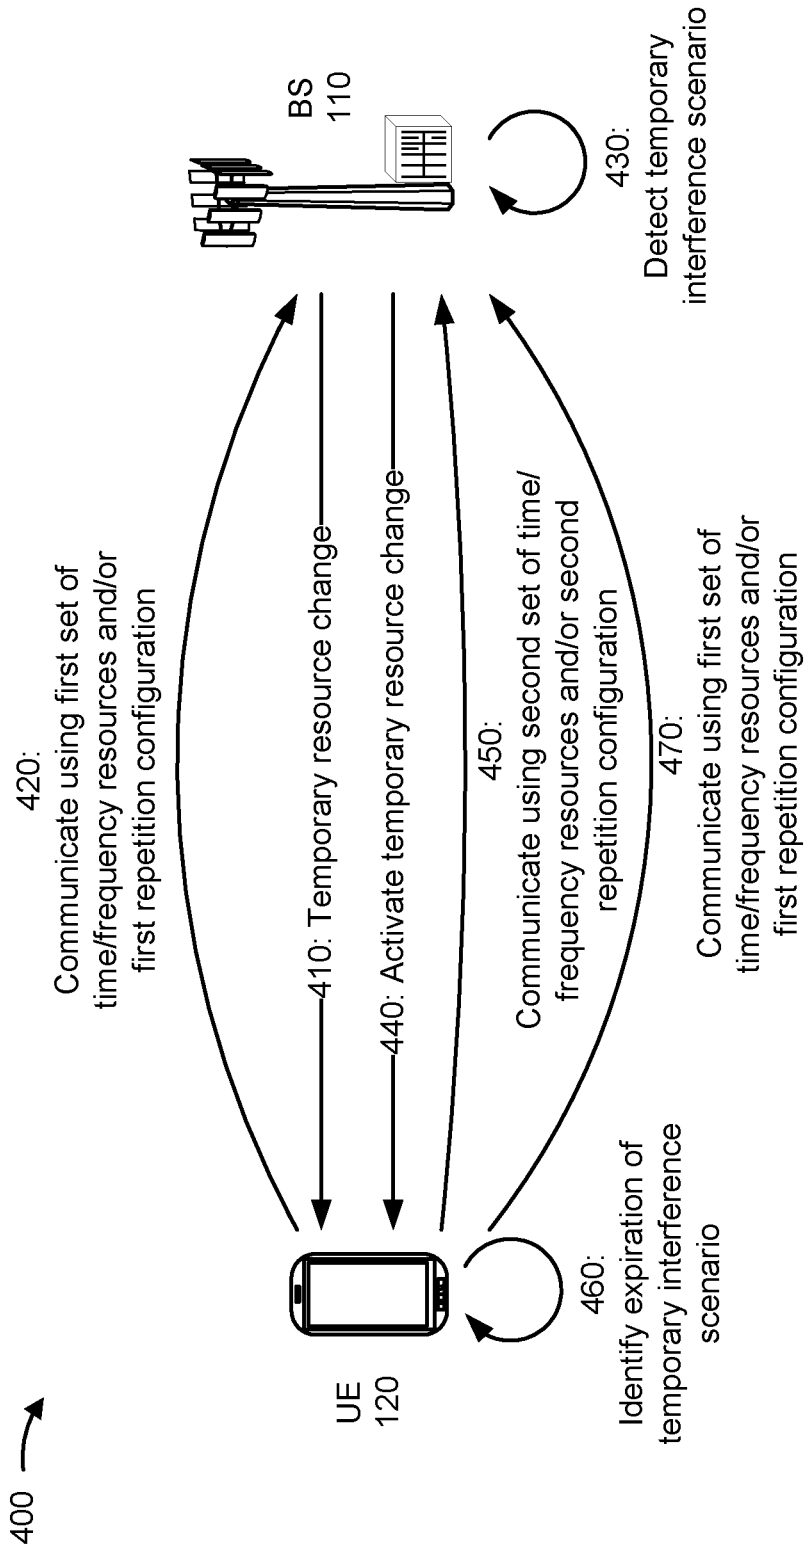 400
UE
120
BS
110
420:
Communicate using first set of
time/frequency resources and/or
first repetition configuration
410: Temporary resource change
440: Activate temporary resource change
450:
Communicate using second set of time/
frequency resources and/or second
repetition configuration
470:
Communicate using first set of
time/frequency resources and/or
first repetition configuration
460:
Identify expiration of
temporary interference
scenario
430:
Detect temporary
interference scenario